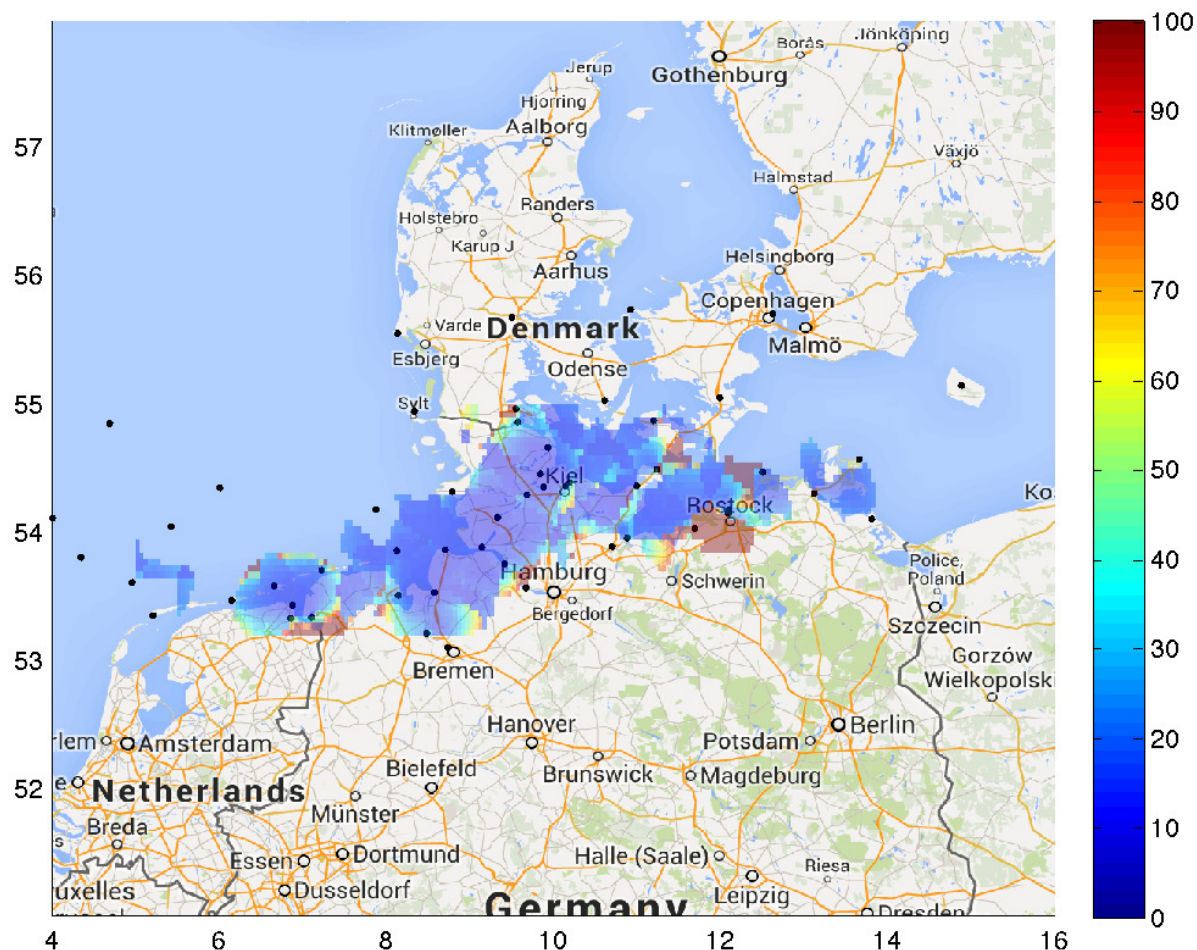 100
90
80
70
60
50
40
30
20
10
0
57
56
55
54
53
52
4
6
8
10
12
14
16
Jönköping
Borås
Gothenburg
Jerup
Hjorring
Aalborg
Klitmøller
Växjö
Halmstad
Randers
Holstebro
Karup J
Aarhus
Helsingborg
Copenhagen
Varde
Denmark
Malmö
Esbjerg
Odense
Sylt
Kiel
Rostock
Ko
Police,
Poland
Hamburg
Schwerin
Bergedorf
Szczecin
Bremen
Gorzów
Wielkopolski
Hanover
Berlin
rlem
Amsterdam
Potsdam
Bielefeld
Brunswick
Magdeburg
e
Netherlands
Münster
Breda
s
Essen
Dortmund
Halle (Saale)
Riesa
uxelles
Dusseldorf
Leipzig
Germany
Dresden